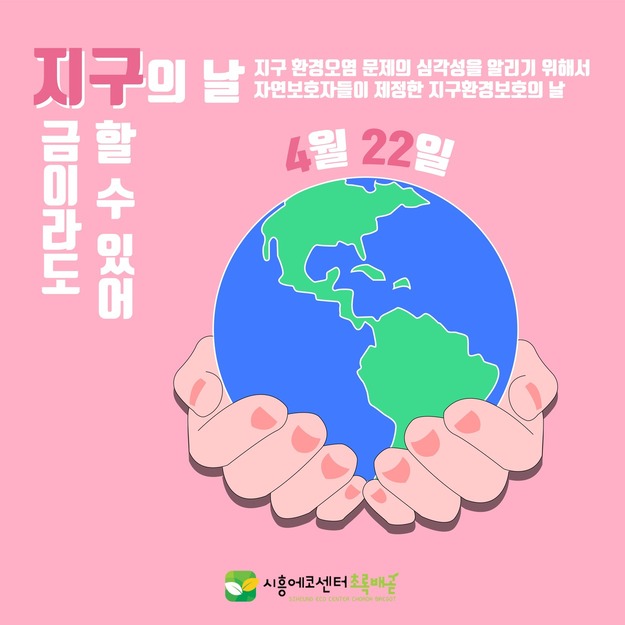 지구의 날
지구 환경오염 문제의 심각성을 알리기 위해서
자연보호자들이 제정한 지구환경보호의 날
금이라도
할 수 있어
4월 22일
시흥에코센터 초록배곧